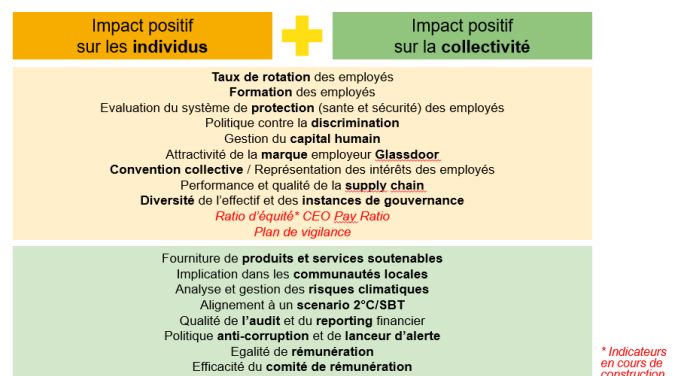 Impact positif
sur les individus
Impact positif
sur la collectivité
Taux de rotation des employés
Formation des employés
Evaluation du système de protection (sante et sécurité) des employés
Politique contre la discrimination
Gestion du capital humain
Attractivité de la marque employeur Glassdoor
Convention collective / Représentation des intérêts des employés
Performance et qualité de la supply chain
Diversité de l'effectif et des instances de gouvernance
Ratio d'équité* CEO Pay Ratio
Plan de vigilance
Fourniture de produits et services soutenables
Implication dans les communautés locales
Analyse et gestion des risques climatiques
Alignement à un scenario 2°C/SBT
Qualité de l'audit et du reporting financier
Politique anti-corruption et de lanceur d'alerte
Egalité de rémunération
Efficacité du comité de rémunération
* Indicateurs
en cours de
construction